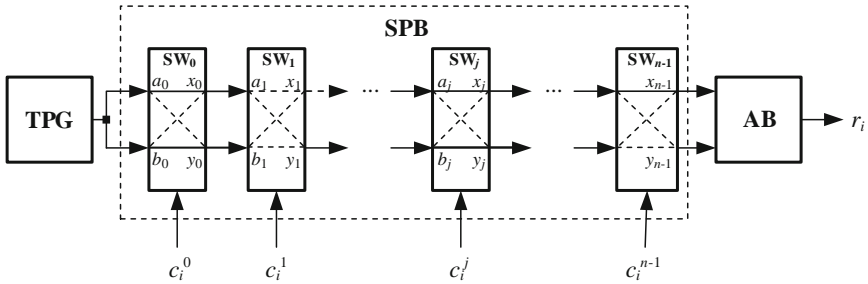 SPB
SW₀ SW₁ SWⱼ SWₙ₋₁
a₀ x₀ a₁ x₁ ... aⱼ xⱼ ... xₙ₋₁
TPG AB rᵢ
b₀ y₀ b₁ y₁ bⱼ yⱼ yₙ₋₁
cᵢ⁰ cᵢ¹ cᵢʲ cᵢⁿ⁻¹